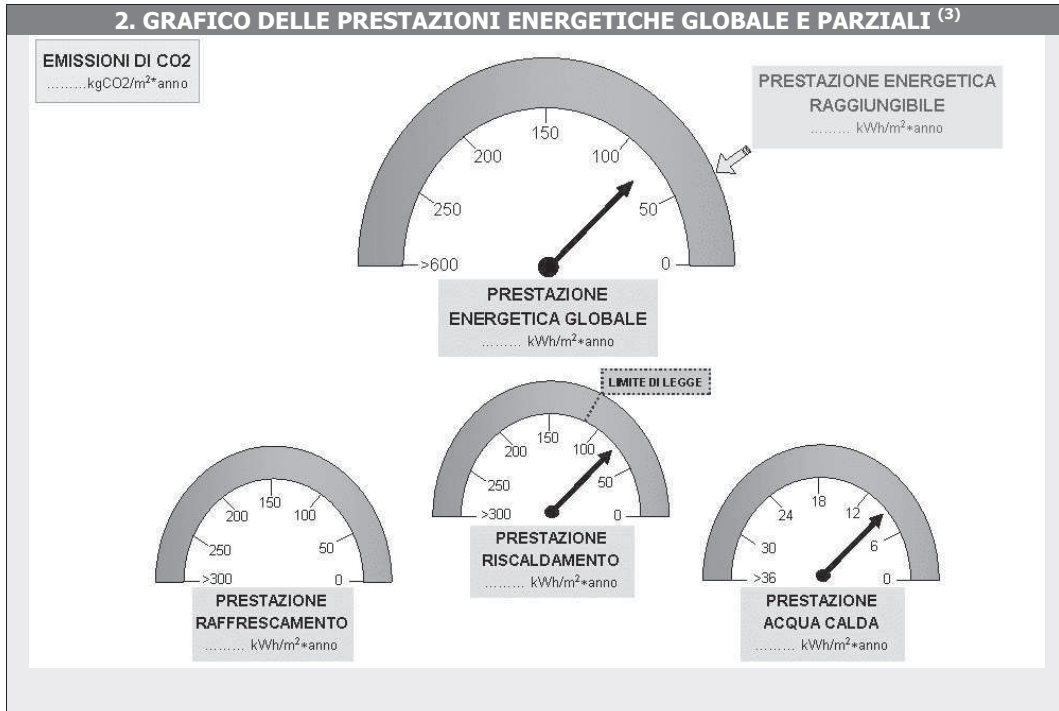 2. GRAFICO DELLE PRESTAZIONI ENERGETICHE GLOBALE E PARZIALI (3)
EMISSIONI DI CO2
.........kgCO2/m²*anno
PRESTAZIONE ENERGETICA
RAGGIUNGIBILE
......... kWh/m²*anno
150
200
100
250
50
>600
0
PRESTAZIONE
ENERGETICA GLOBALE
......... kWh/m²*anno
LIMITE DI LEGGE
150
200
100
250
50
>300
0
PRESTAZIONE
RISCALDAMENTO
......... kWh/m²*anno
150
200
100
250
50
>300
0
PRESTAZIONE
RAFFRESCAMENTO
......... kWh/m²*anno
18
24
12
30
6
>36
0
PRESTAZIONE
ACQUA CALDA
......... kWh/m²*anno